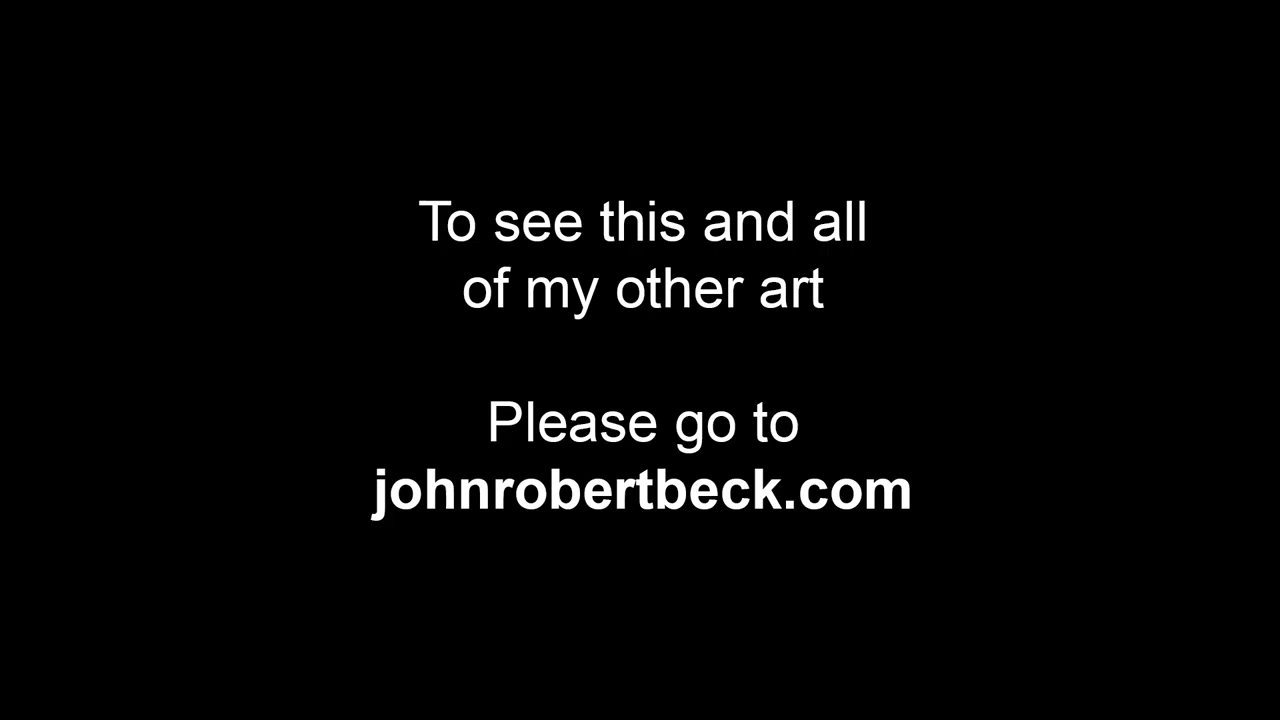 To see this and all
of my other art
Please go to
johnrobertbeck.com